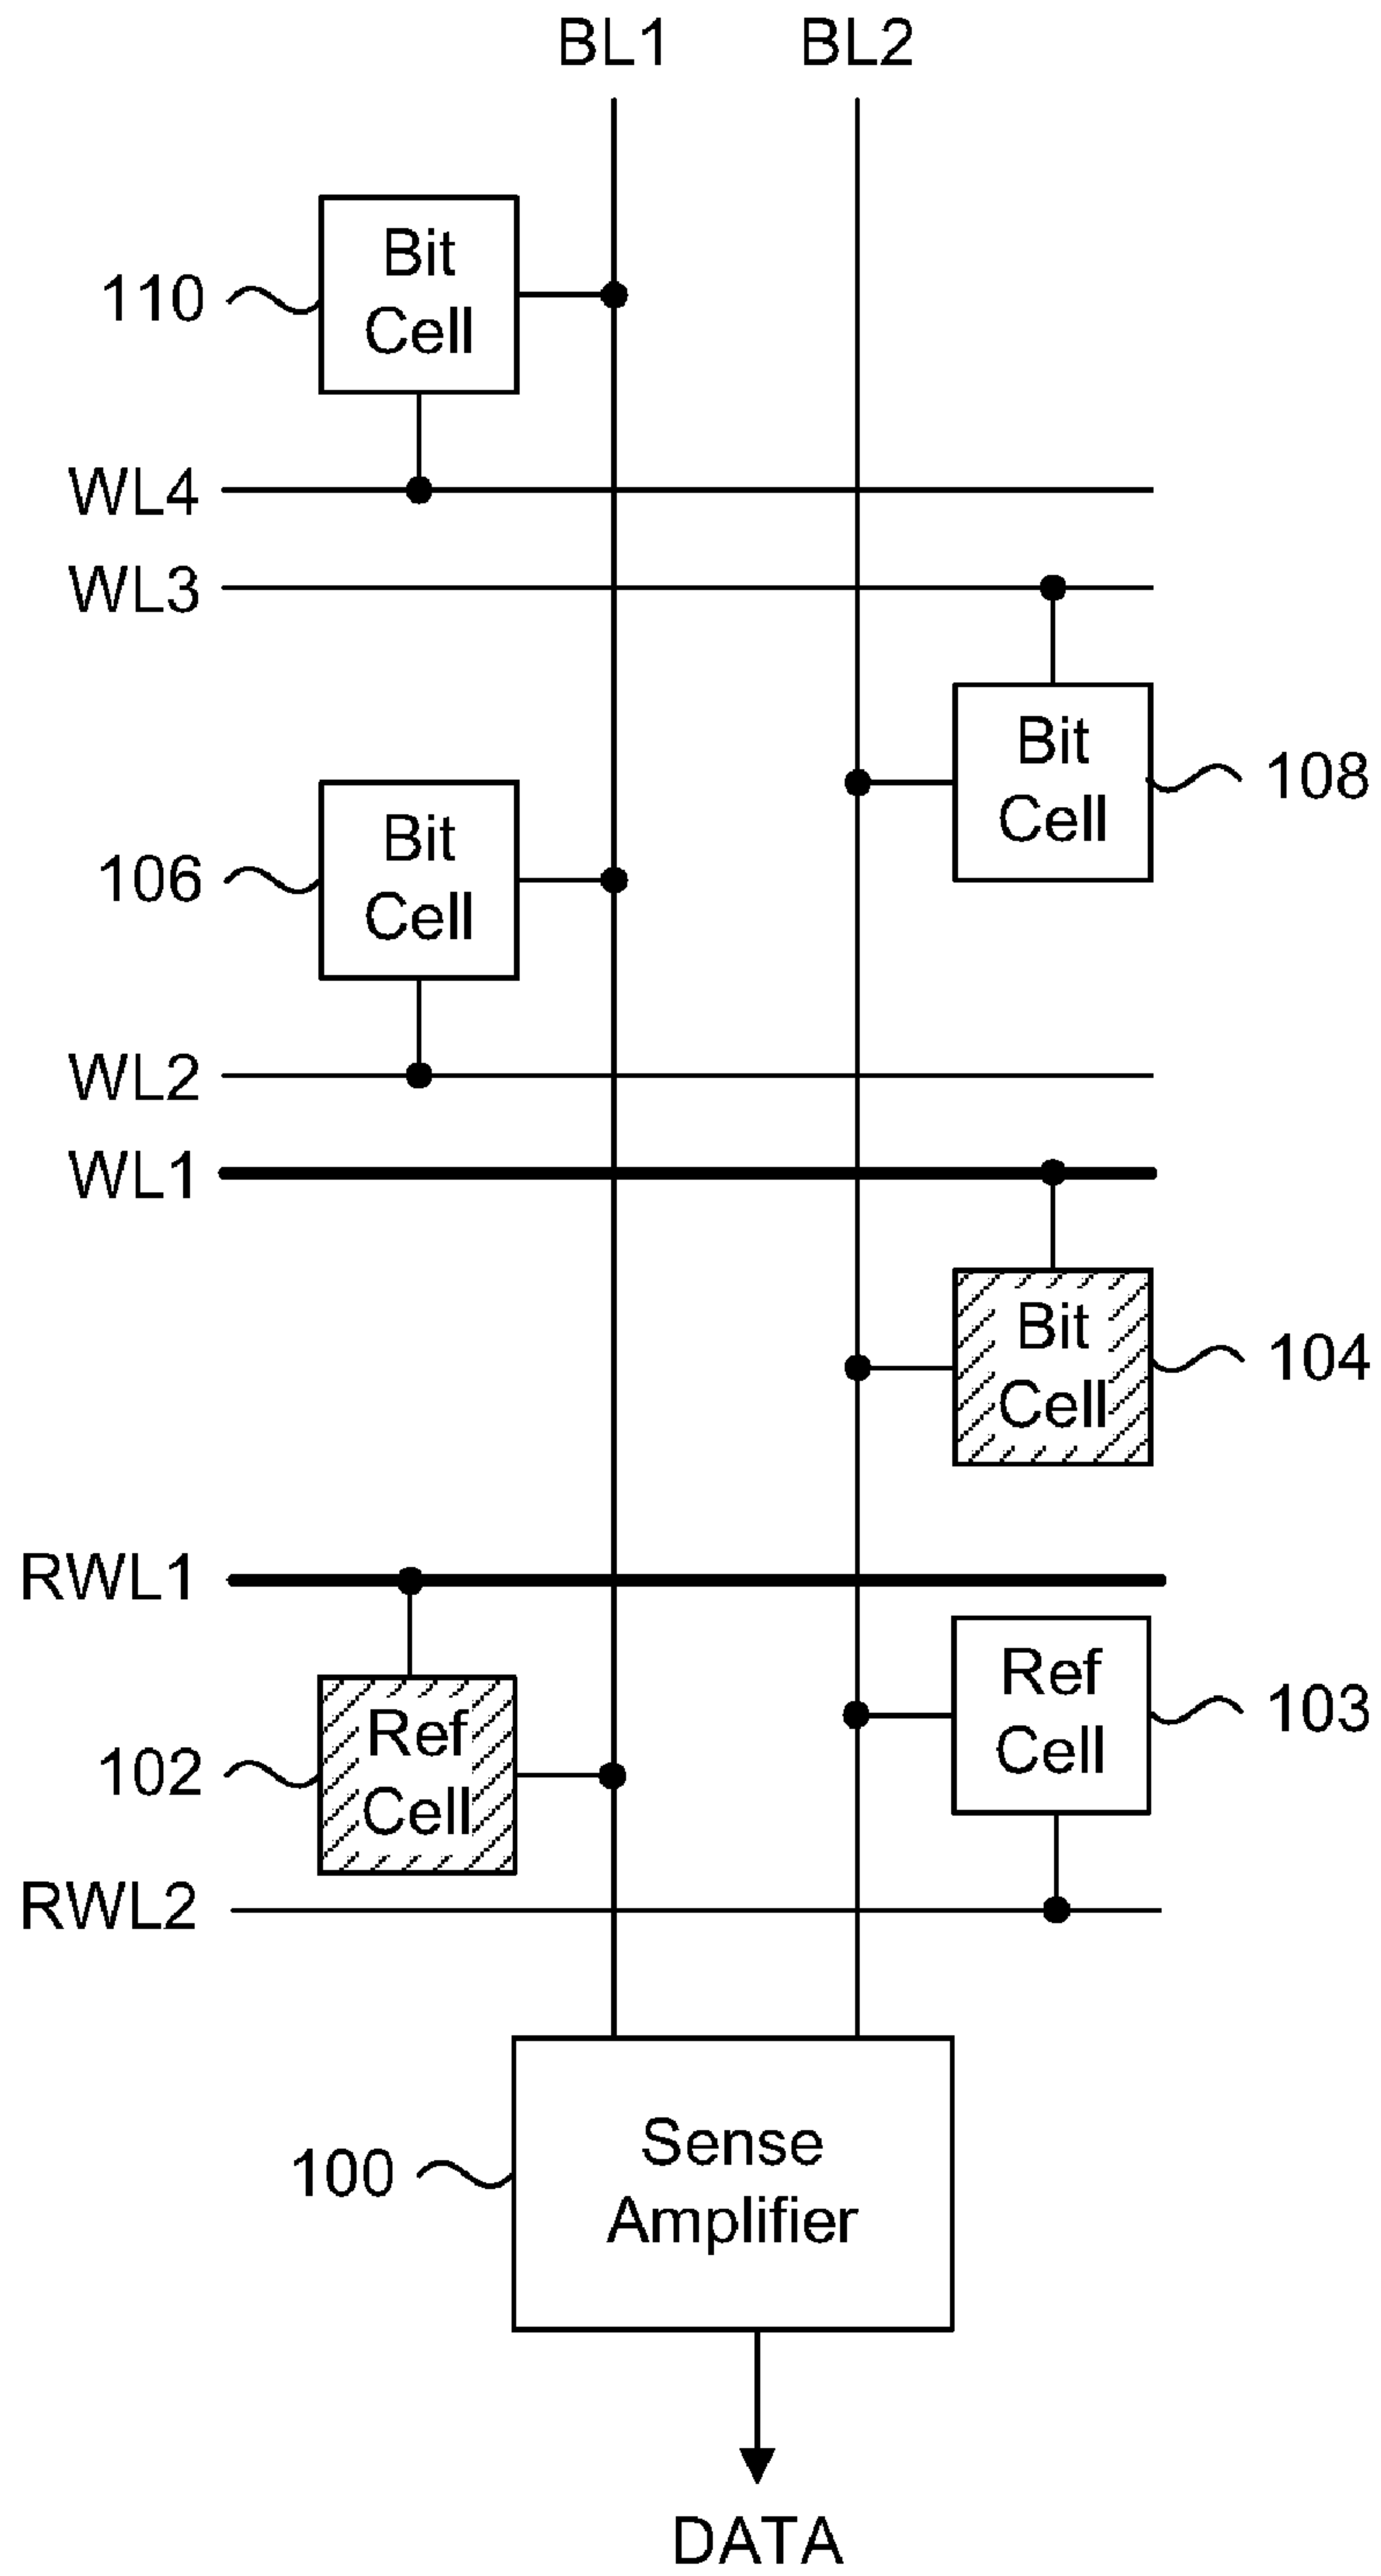 BL1 BL2
Bit
Cell
110
WL4
WL3
Bit
Cell
108
Bit
Cell
106
WL2
WL1
Bit
Cell
104
RWL1
Ref
Cell
103
Ref
Cell
102
RWL2
Sense
Amplifier
100
DATA